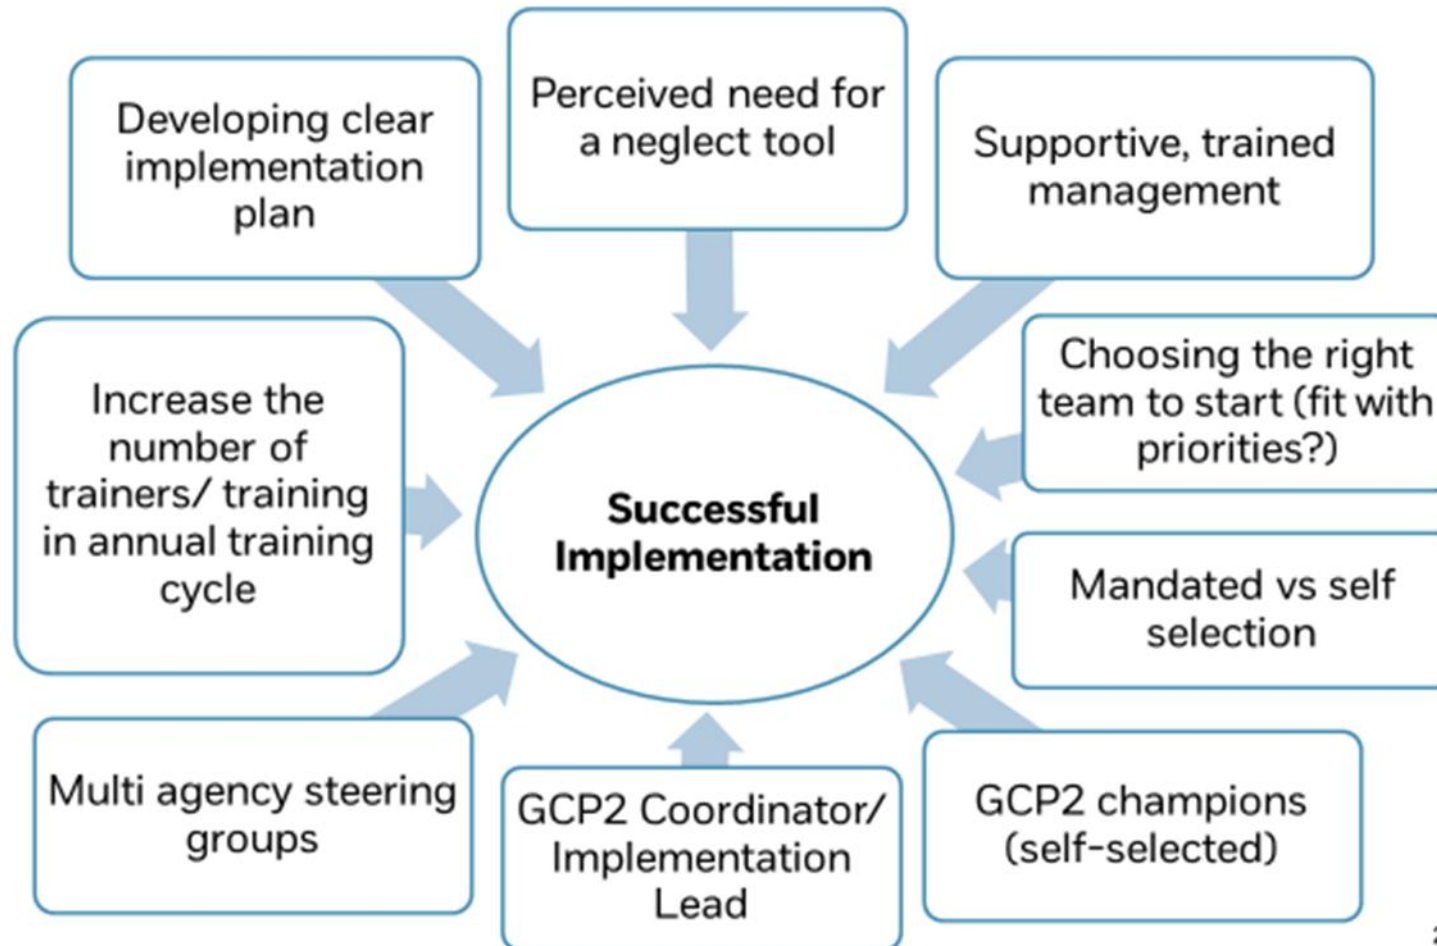 Perceived need for
a neglect tool
Developing clear
implementation
plan
Supportive, trained
management
Increase the
number of
trainers/ training
in annual training
cycle
Choosing the right
team to start (fit with
priorities?)
Successful
Implementation
Mandated vs self
selection
Multi agency steering
groups
GCP2 Coordinator/
Implementation
Lead
GCP2 champions
(self-selected)